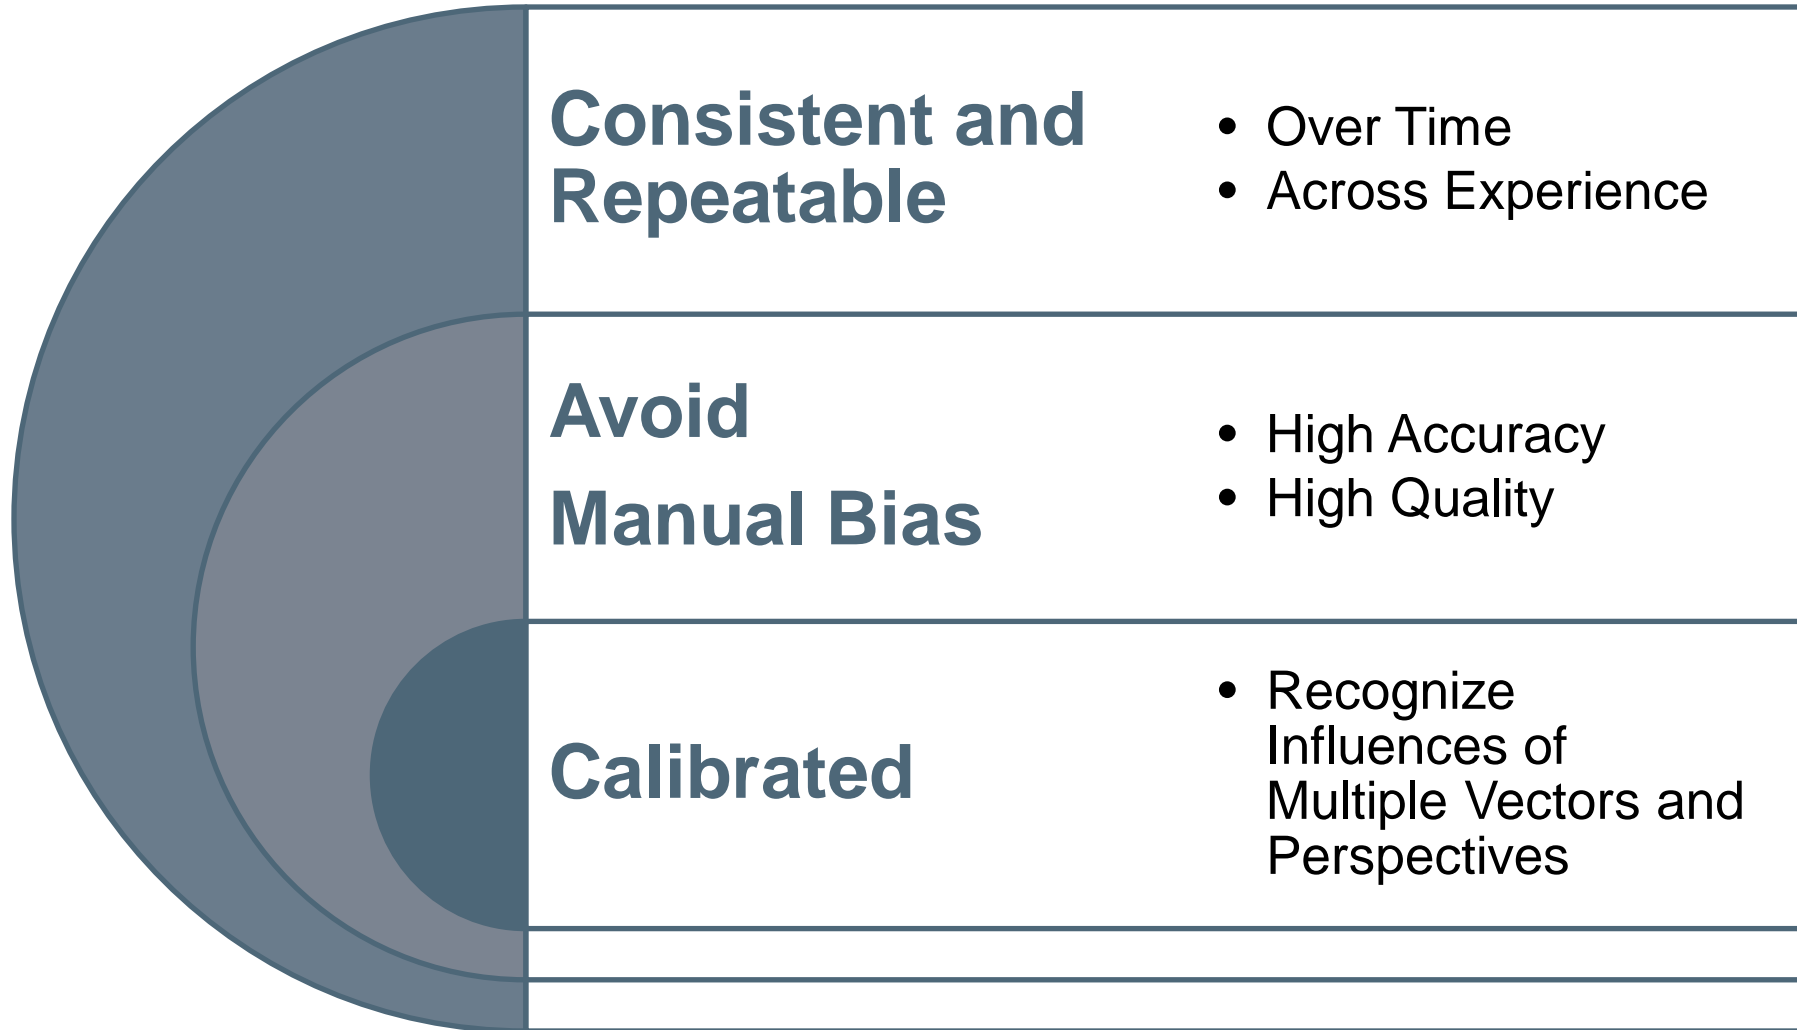 Consistent and
Repeatable
• Over Time
• Across Experience
Avoid
Manual Bias
• High Accuracy
• High Quality
Calibrated
• Recognize
Influences of
Multiple Vectors and
Perspectives